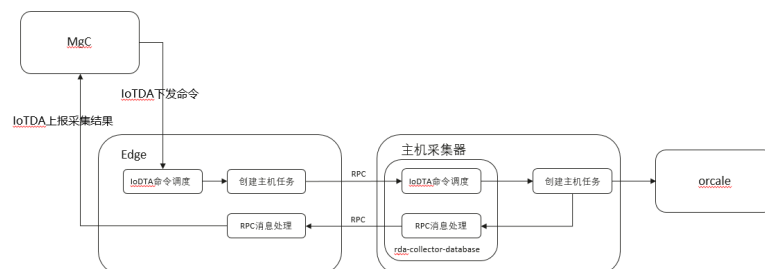 MgC
IoTDA下发命令
IoTDA上报采集结果
Edge
IoDTA命令调度
创建主机任务
RPC
主机采集器
IoDTA命令调度
创建主机任务
orcale
RPC消息处理
RPC
RPC消息处理
rda-collector-database